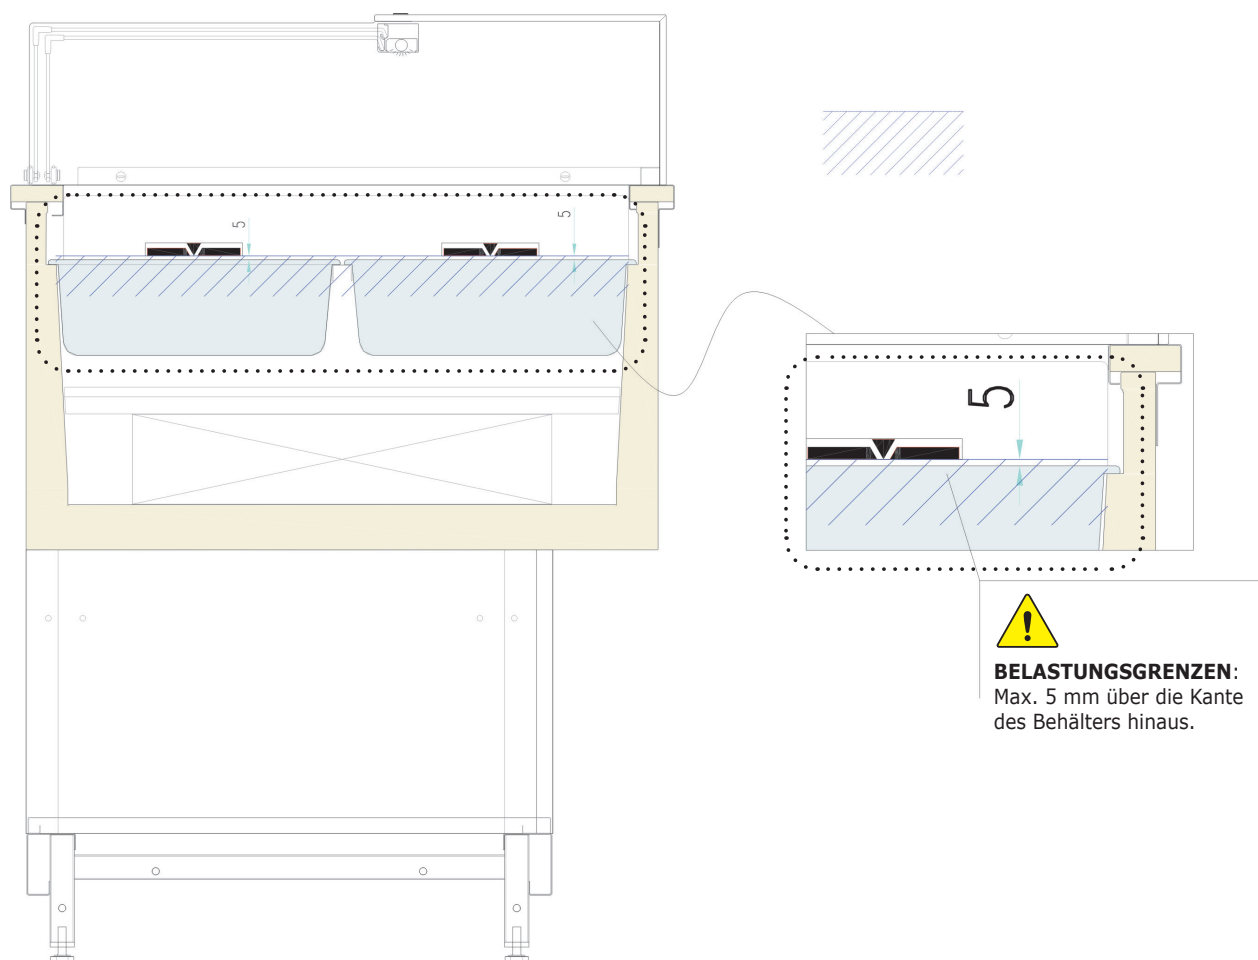 5
5
5
BELASTUNGSGRENZEN:
Max. 5 mm über die Kante
des Behälters hinaus.